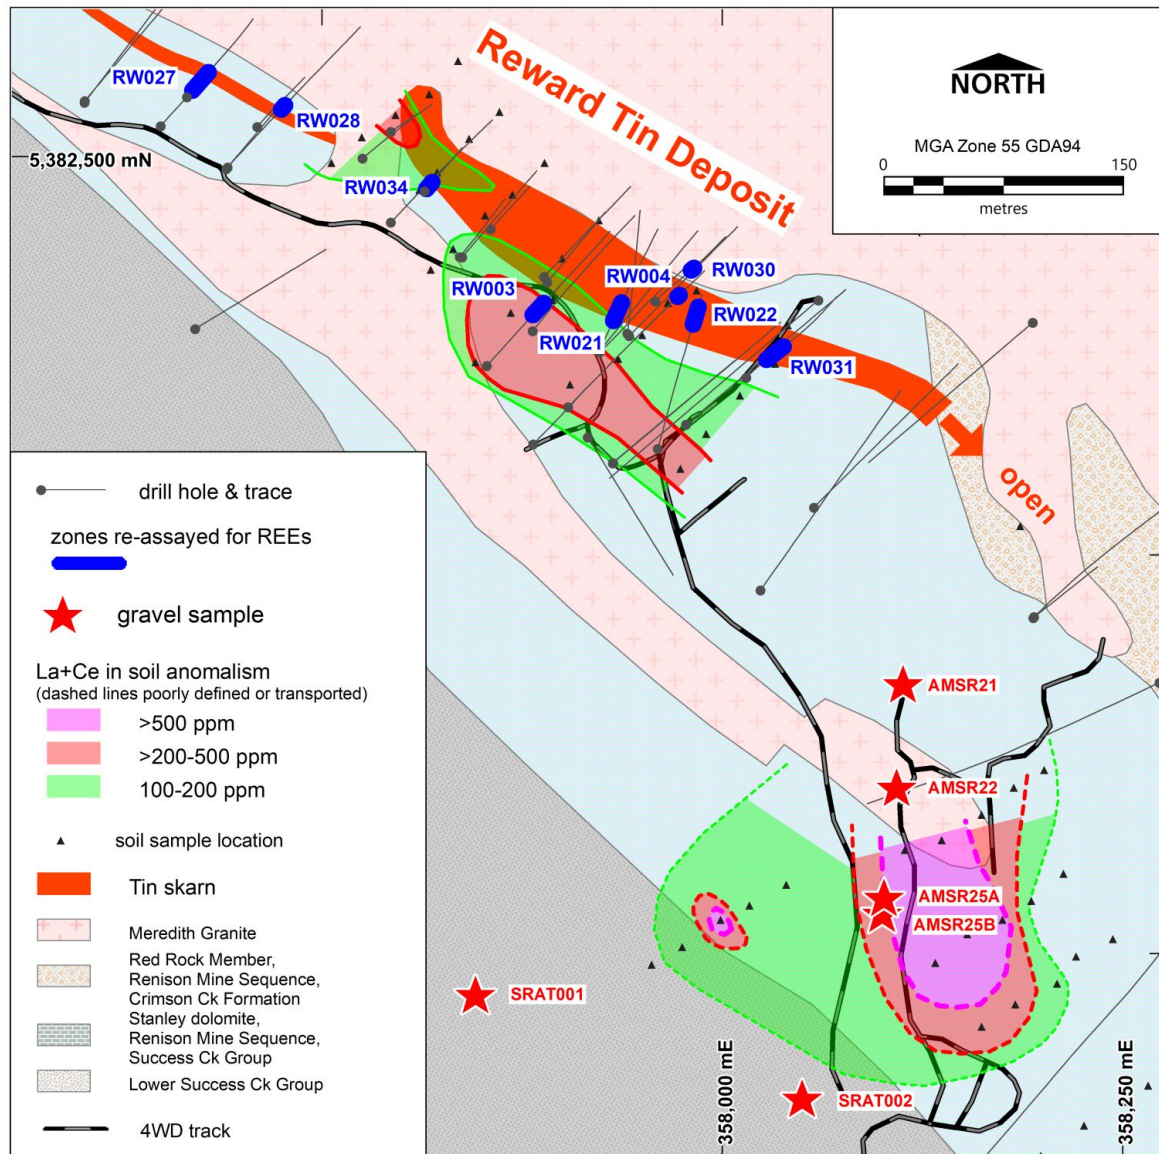 Reward Tin Deposit
NORTH
MGA Zone 55 GDA94
0 150
metres
RW027
RW028
5,382,500 mN
RW034
RW003
RW004
RW030
RW022
RW021
RW031
open
drill hole & trace
zones re-assayed for REEs
gravel sample
La+Ce in soil anomalism
(dashed lines poorly defined or transported)
>500 ppm
>200-500 ppm
100-200 ppm
soil sample location
Tin skarn
Meredith Granite
Red Rock Member,
Renison Mine Sequence,
Crimson Ck Formation
Stanley dolomite,
Renison Mine Sequence,
Success Ck Group
Lower Success Ck Group
4WD track
AMSR21
AMSR22
AMSR25A
AMSR25B
SRAT001
SRAT002
358,000 mE
358,250 mE